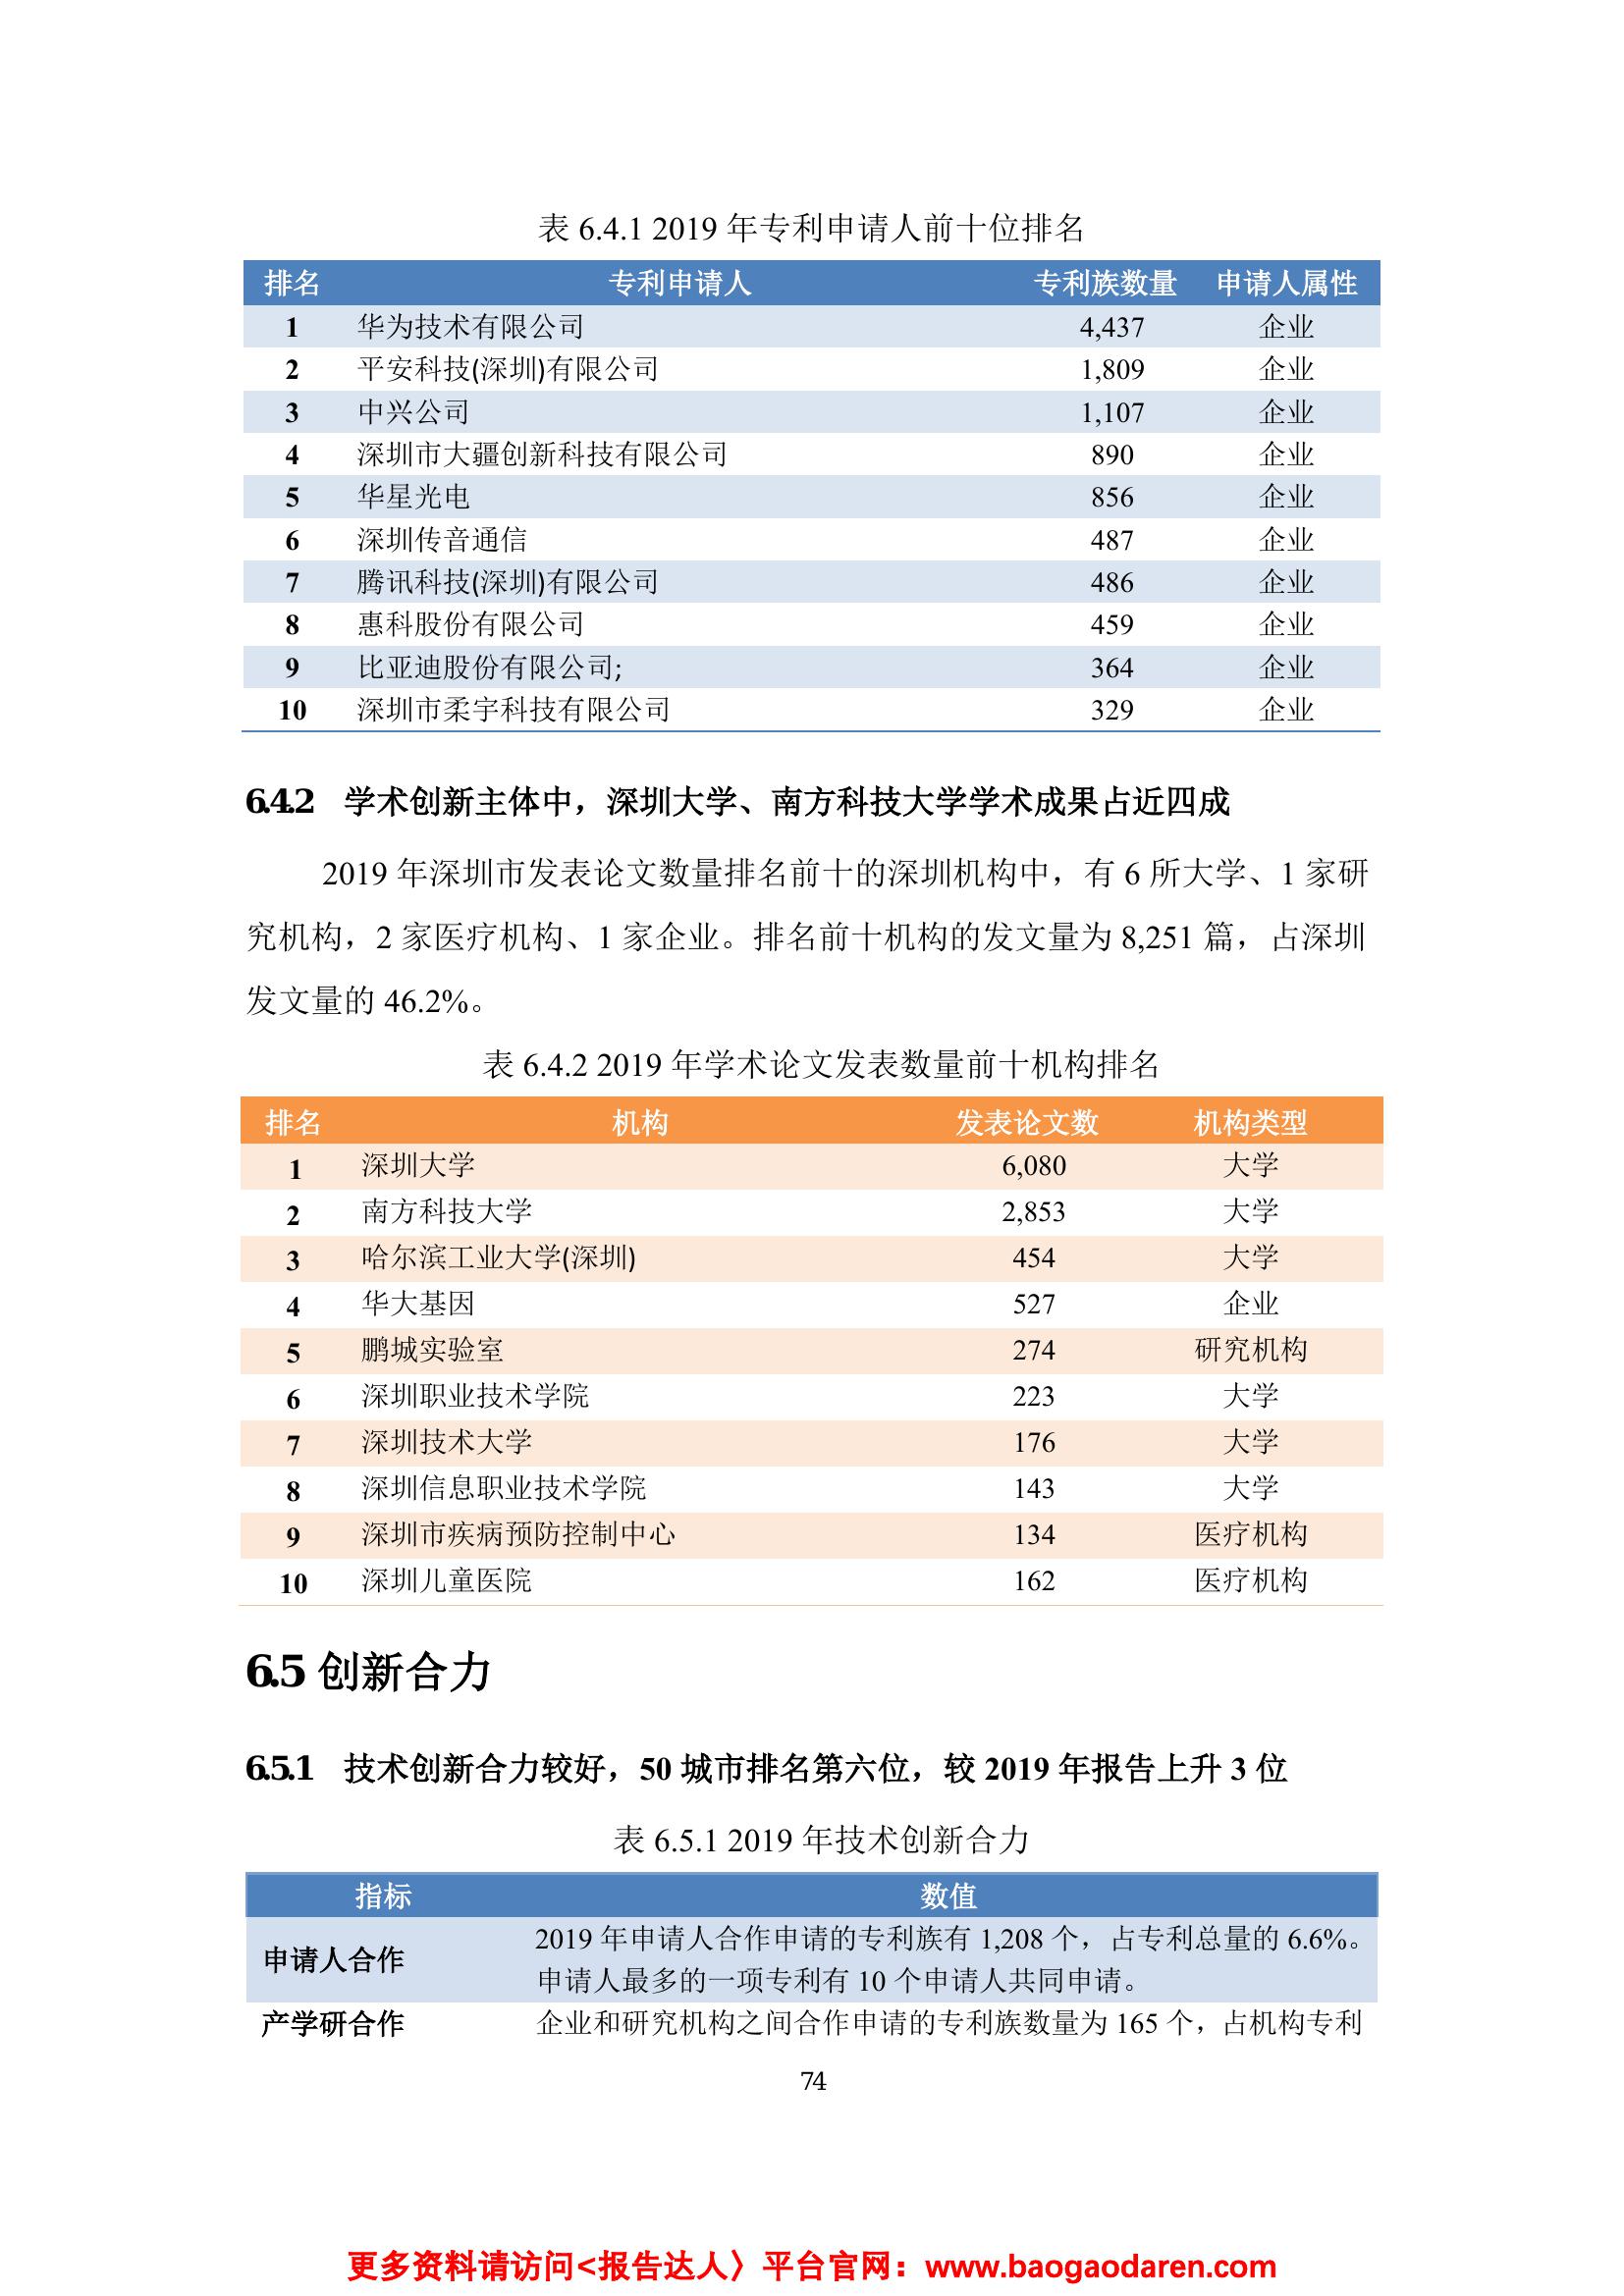 表 6.4.1 2019 年专利申请人前十位排名
排名 专利申请人 专利族数量 申请人属性
1 华为技术有限公司 4,437 企业
2 平安科技(深圳)有限公司 1,809 企业
3 中兴公司 1,107 企业
4 深圳市大疆创新科技有限公司 890 企业
5 华星光电 856 企业
6 深圳传音通信 487 企业
7 腾讯科技(深圳)有限公司 486 企业
8 惠科股份有限公司 459 企业
9 比亚迪股份有限公司; 364 企业
10 深圳市柔宇科技有限公司 329 企业
6.4.2 学术创新主体中，深圳大学、南方科技大学学术成果占近四成
2019 年深圳市发表论文数量排名前十的深圳机构中，有 6 所大学、1 家研
究机构，2 家医疗机构、1 家企业。排名前十机构的发文量为 8,251 篇，占深圳
发文量的 46.2%。
表 6.4.2 2019 年学术论文发表数量前十机构排名
排名 机构 发表论文数 机构类型
1 深圳大学 6,080 大学
2 南方科技大学 2,853 大学
3 哈尔滨工业大学(深圳) 454 大学
4 华大基因 527 企业
5 鹏城实验室 274 研究机构
6 深圳职业技术学院 223 大学
7 深圳技术大学 176 大学
8 深圳信息职业技术学院 143 大学
9 深圳市疾病预防控制中心 134 医疗机构
10 深圳儿童医院 162 医疗机构
6.5 创新合力
6.5.1 技术创新合力较好，50 城市排名第六位，较 2019 年报告上升 3 位
表 6.5.1 2019 年技术创新合力
指标 数值
申请人合作 2019 年申请人合作申请的专利族有 1,208 个，占专利总量的 6.6%。
申请人最多的一项专利有 10 个申请人共同申请。
产学研合作 企业和研究机构之间合作申请的专利族数量为 165 个，占机构专利
74
更多资料请访问<报告达人〉平台官网：www.baogaodaren.com